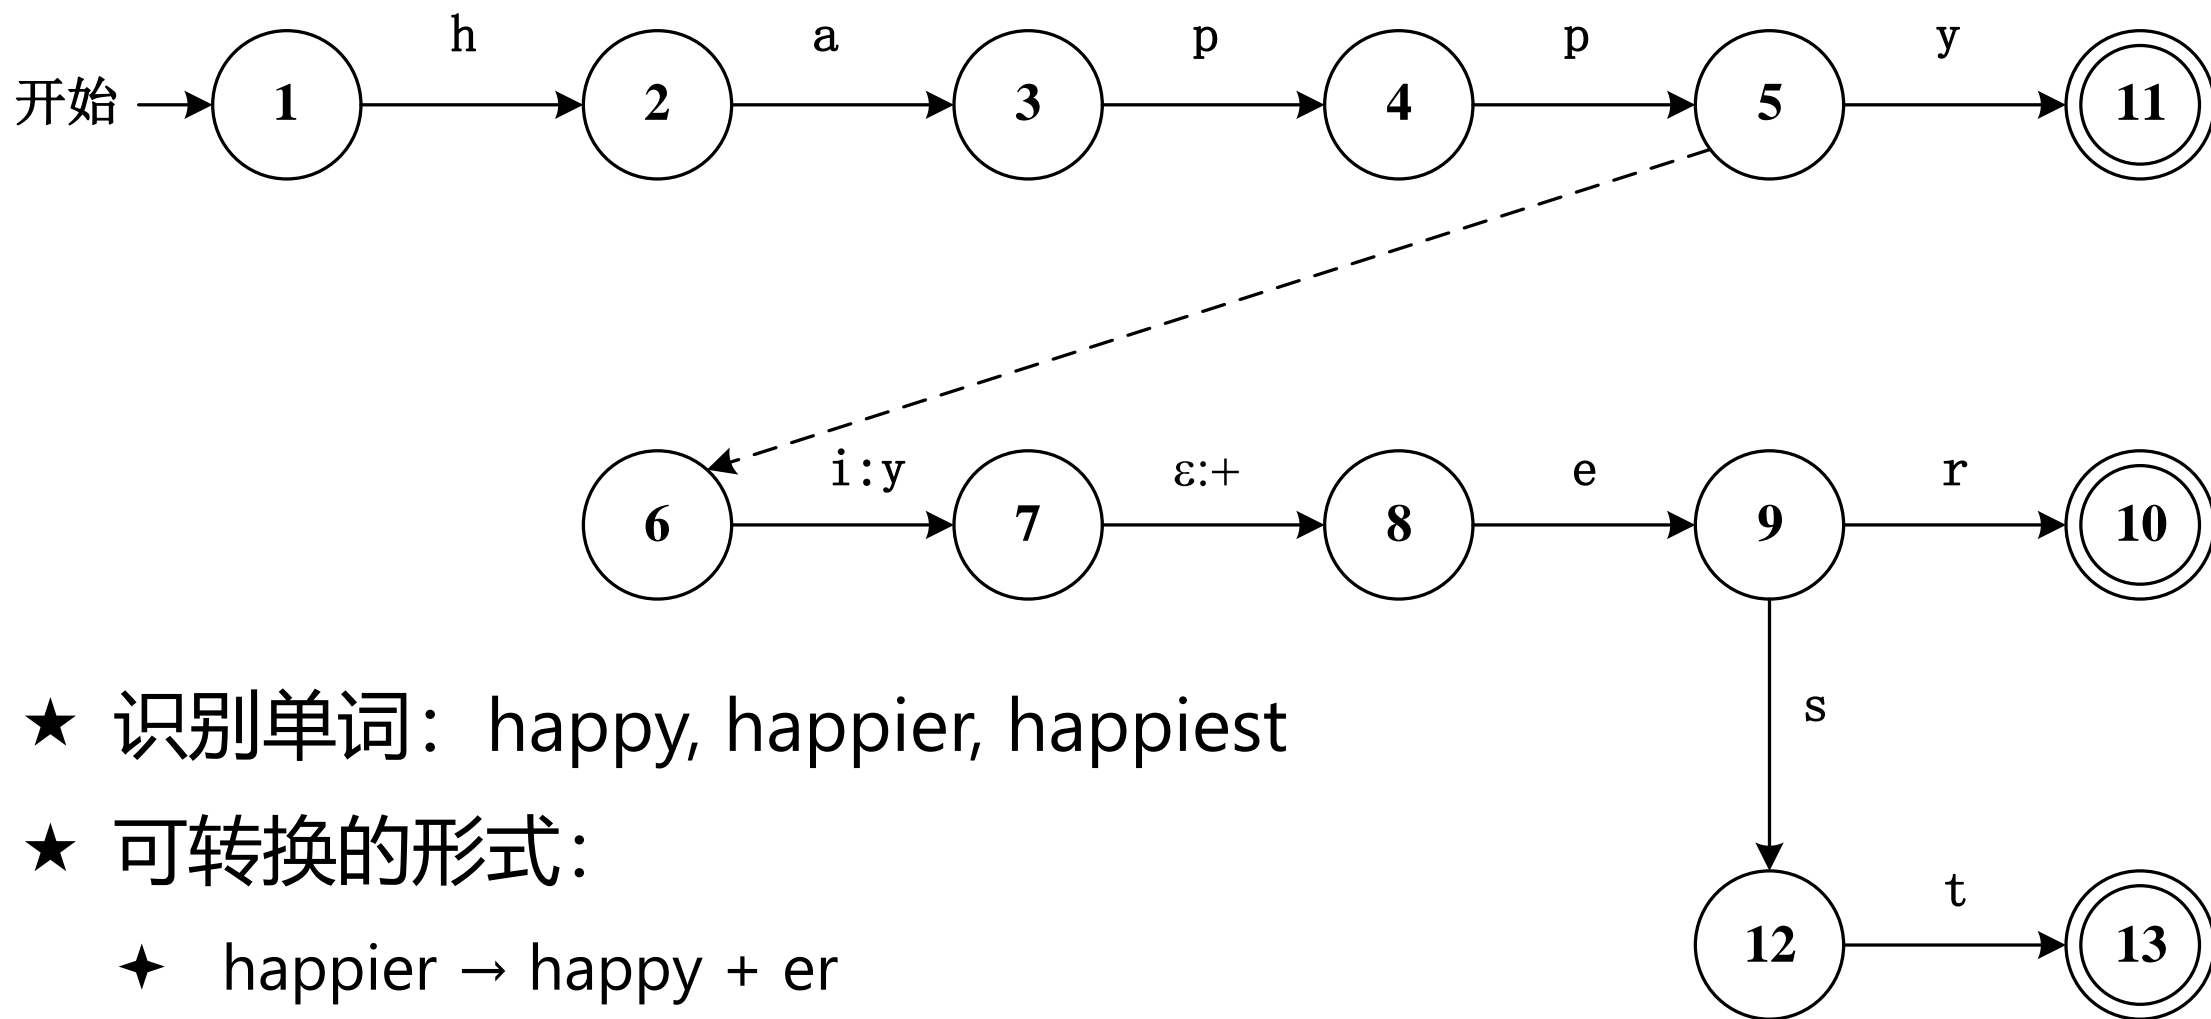 h a p p y
开始 1 2 3 4 5 11
i:y ε:+ e r
6 7 8 9 10
s
t
12 13
★ 识别单词：happy, happier, happiest
★ 可转换的形式：
✦ happier → happy + er